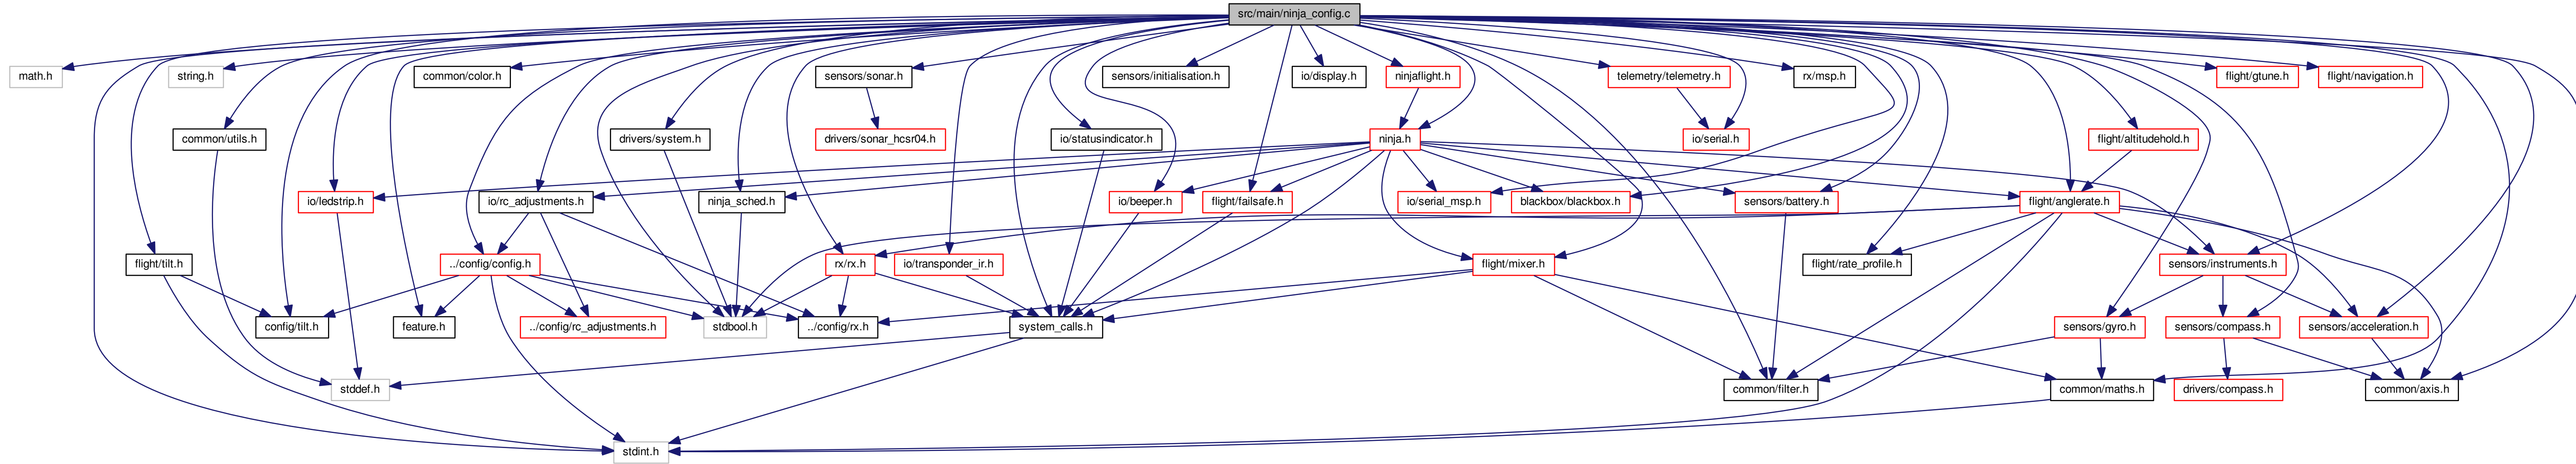 src/main/ninja_config.c
math.h
string.h
common/color.h
sensors/sonar.h
sensors/initialisation.h
io/display.h
ninjaflight.h
telemetry/telemetry.h
rx/msp.h
flight/gtune.h
flight/navigation.h
common/utils.h
drivers/system.h
drivers/sonar_hcsr04.h
io/statusindicator.h
ninja.h
io/serial.h
flight/altitudehold.h
io/ledstrip.h
io/rc_adjustments.h
ninja_sched.h
io/beeper.h
flight/failsafe.h
io/serial_msp.h
blackbox/blackbox.h
sensors/battery.h
flight/anglerate.h
flight/tilt.h
../config/config.h
rx/rx.h
io/transponder_ir.h
flight/mixer.h
flight/rate_profile.h
sensors/instruments.h
config/tilt.h
feature.h
../config/rc_adjustments.h
stdbool.h
../config/rx.h
system_calls.h
sensors/gyro.h
sensors/compass.h
sensors/acceleration.h
stddef.h
common/filter.h
common/maths.h
drivers/compass.h
common/axis.h
stdint.h